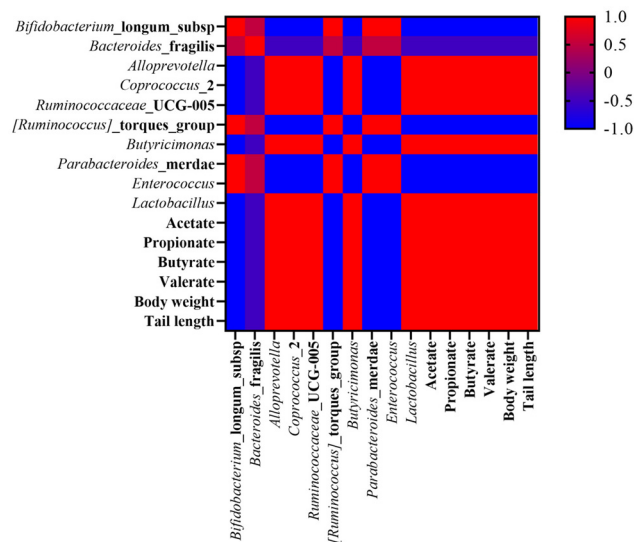 Bifidobacterium_longum_subsp
Bacteroides_fragilis
Alloprevotella
Coprococcus_2
Ruminococcaceae_UCG-005
[Ruminococcus]_torques_group
Butyricimonas
Parabacteroides_merdae
Enterococcus
Lactobacillus
Acetate
Propionate
Butyrate
Valerate
Body weight
Tail length
1.0
0.5
0
-0.5
-1.0
Bifidobacterium_longum_subsp
Bacteroides_fragilis
Alloprevotella
Coprococcus_2
Ruminococcaceae_UCG-005
[Ruminococcus]_torques_group
Butyricimonas
Parabacteroides_merdae
Enterococcus
Lactobacillus
Acetate
Propionate
Butyrate
Valerate
Body weight
Tail length